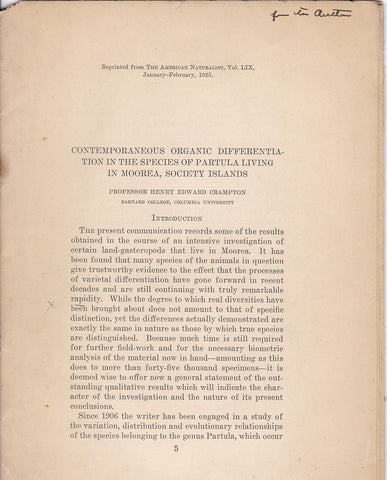 from the Author
Reprinted from THE AMERICAN NATURALIST, Vol. LIX,
January–February, 1925.
CONTEMPORANEOUS ORGANIC DIFFERENTIA-
TION IN THE SPECIES OF PARTULA LIVING
IN MOOREA, SOCIETY ISLANDS
PROFESSOR HENRY EDWARD CRAMPTON
BARNARD COLLEGE, COLUMBIA UNIVERSITY
INTRODUCTION
THE present communication records some of the results
obtained in the course of an intensive investigation of
certain land-gasteropods that live in Moorea. It has
been found that many species of the animals in question
give trustworthy evidence to the effect that the processes
of varietal differentiation have gone forward in recent
decades and are still continuing with truly remarkable
rapidity. While the degree to which real diversities have
been brought about does not amount to that of specific
distinction, yet the differences actually demonstrated are
exactly the same in nature as those by which true species
are distinguished. Because much time is still required
for further field-work and for the necessary biometric
analysis of the material now in hand—amounting as this
does to more than forty-five thousand specimens—it is
deemed wise to offer now a general statement of the out-
standing qualitative results which will indicate the char-
acter of the investigation and the nature of its present
conclusions.
Since 1906 the writer has been engaged in a study of
the variation, distribution and evolutionary relationships
of the species belonging to the genus Partula, which occur
5